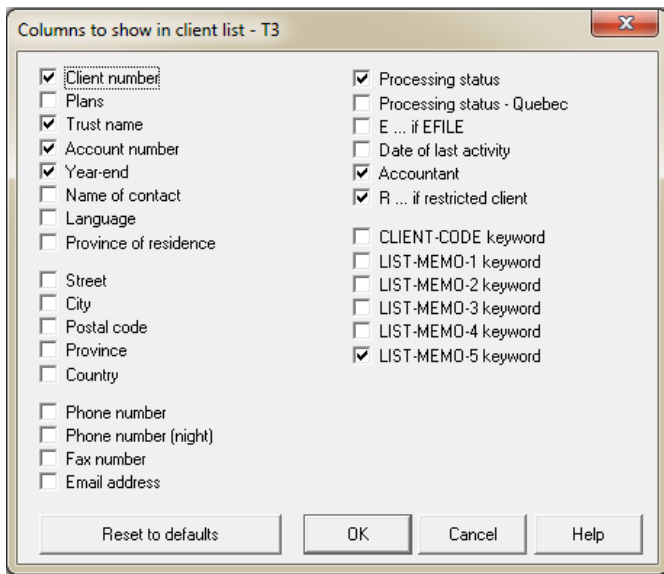 Columns to show in client list - T3
Client number
Plans
Trust name
Account number
Year-end
Name of contact
Language
Province of residence
Street
City
Postal code
Province
Country
Phone number
Phone number (night)
Fax number
Email address
Processing status
Processing status - Quebec
E ... if EFILE
Date of last activity
Accountant
R ... if restricted client
CLIENT-CODE keyword
LIST-MEMO-1 keyword
LIST-MEMO-2 keyword
LIST-MEMO-3 keyword
LIST-MEMO-4 keyword
LIST-MEMO-5 keyword
Reset to defaults
OK
Cancel
Help